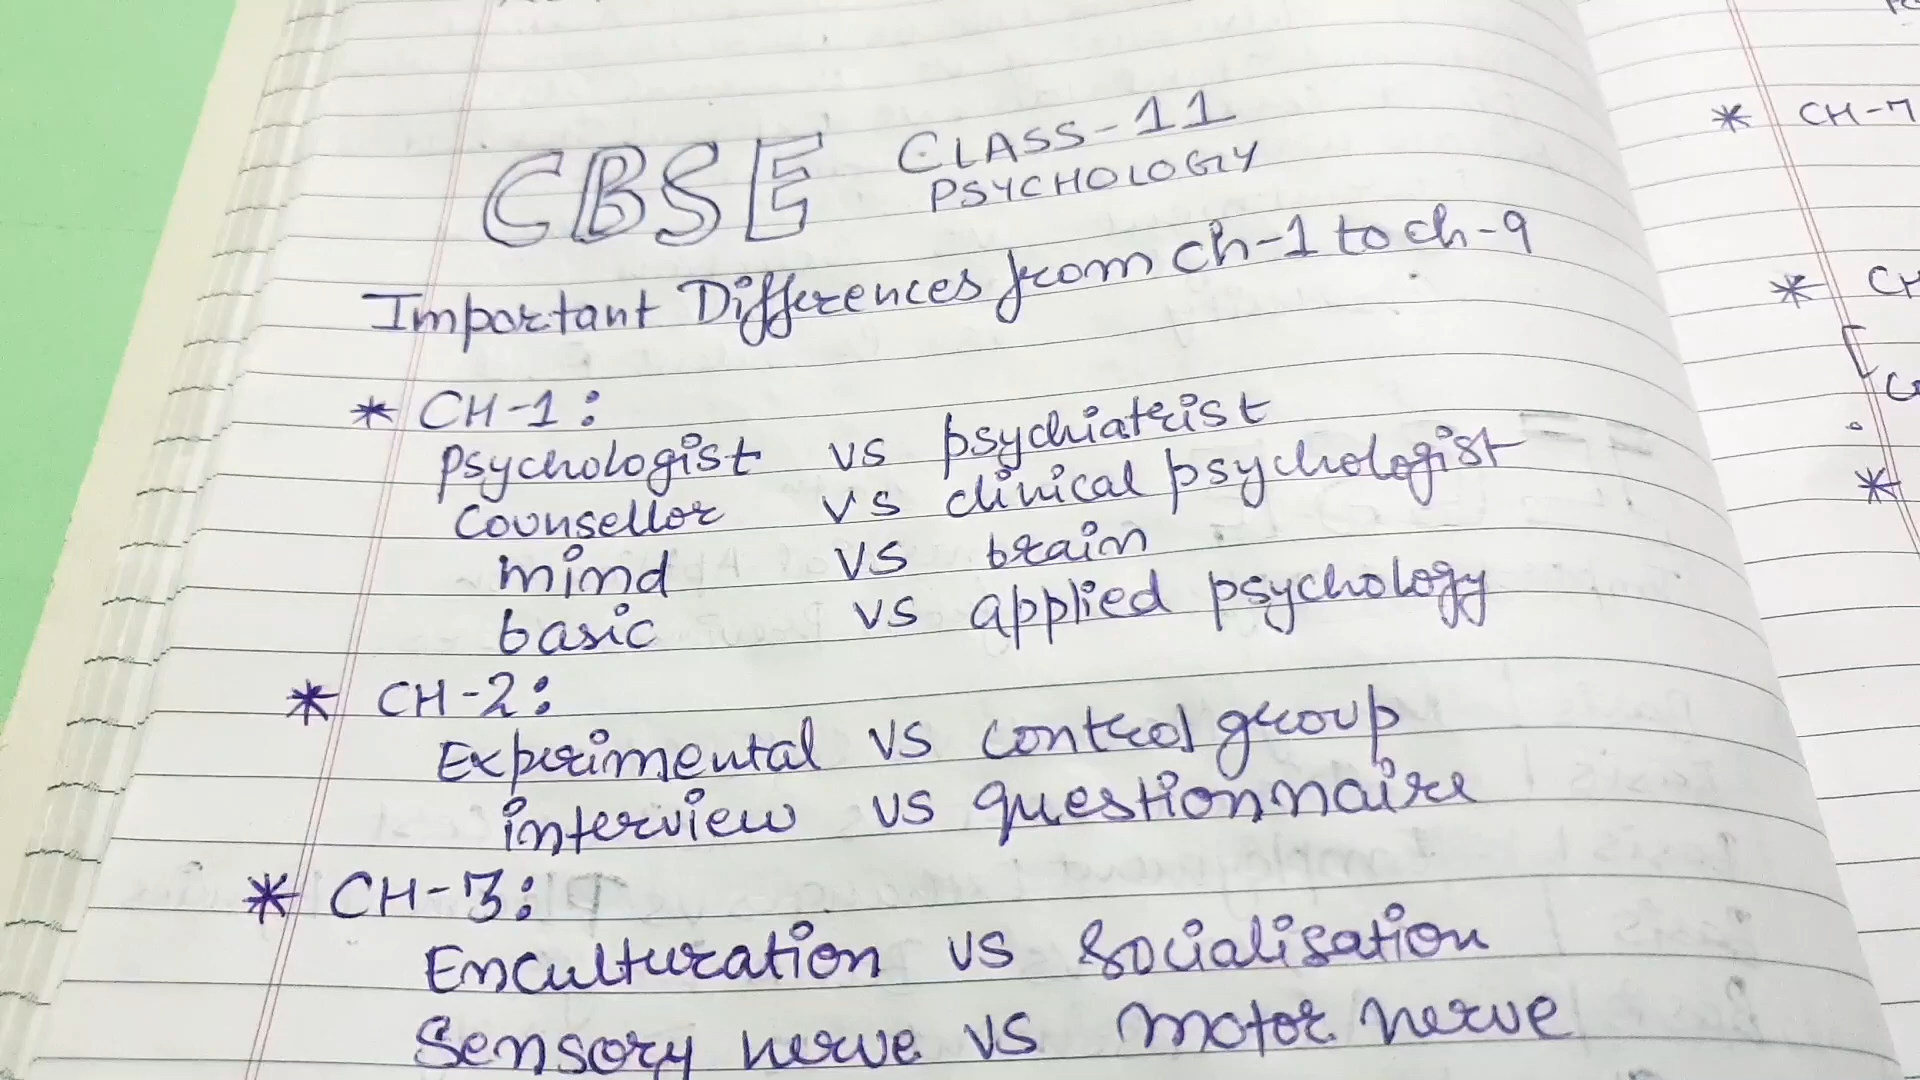 CBSE CLASS-11
PSYCHOLOGY
Important Differences from ch-1 to ch-9
* CH-1:
Psychologist vs psychiatrist
Counsellor vs clinical psychologist
mind vs brain
basic vs applied psychology
* CH-2:
Experimental vs control group
interview vs questionnaire
* CH-3:
Enculturation vs Socialisation
Sensory nerve vs motor nerve
* CH-7
* CH
*